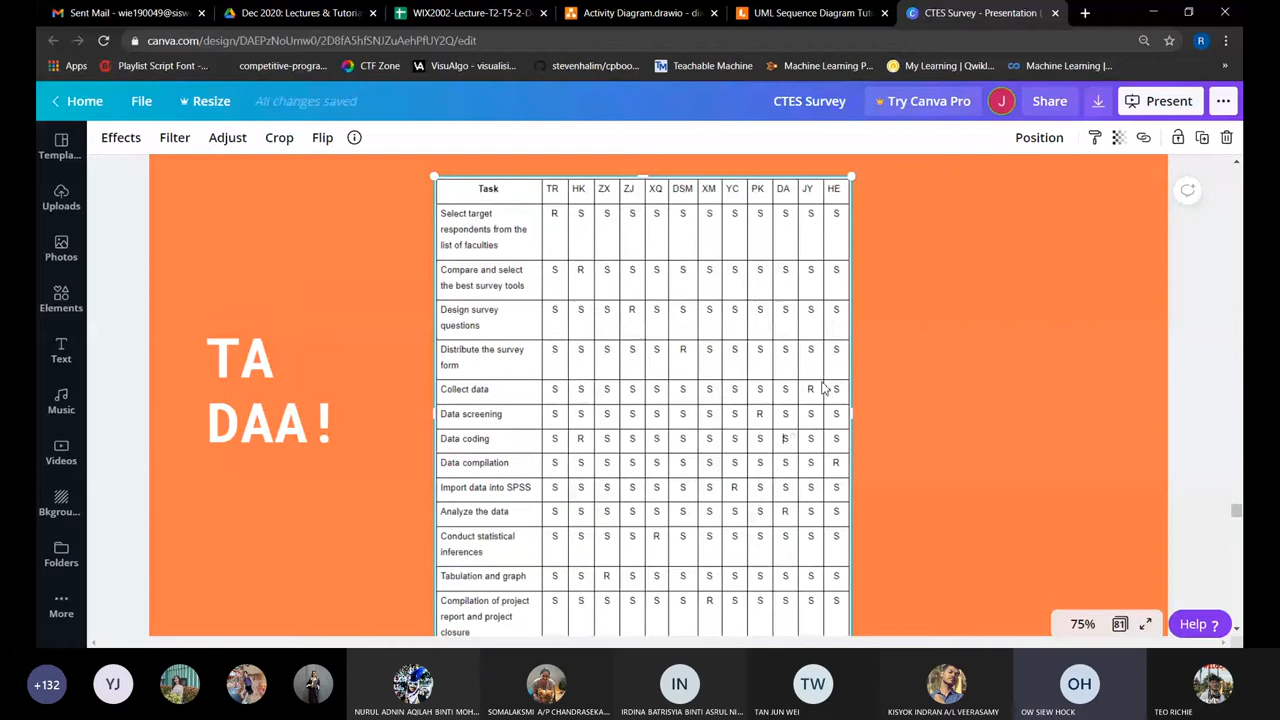 Sent Mail - wie190049@sisw
Dec 2020: Lectures & Tutoria
WIX2002-Lecture-T2-T5-2-D
Activity Diagram.drawio - di
UML Sequence Diagram Tut
CTES Survey - Presentation (
canva.com/design/DAEPzNoUmw0/2D8fA5hfSNJZuAehPfUY2Q/edit
R
Apps
Playlist Script Font -...
competitive-progra...
CTF Zone
VisuAlgo - visualisi...
stevenhalim/cpboo...
Teachable Machine
Machine Learning P...
My Learning | Qwikl...
Machine Learning |...
Home
File
Resize
All changes saved
CTES Survey
Try Canva Pro
J
Share
Present
Effects
Filter
Adjust
Crop
Flip
Position
Templa...
Uploads
Photos
Elements
Text
Music
Videos
Bkgrou...
Folders
More
TA
DAA!
Task TR HK ZX ZJ XQ DSM XM YC PK DA JY HE
Select target R S S S S S S S S S S S
respondents from the
list of faculties
Compare and select S R S S S S S S S S S S
the best survey tools
Design survey S S S R S S S S S S S S
questions
Distribute the survey S S S S S R S S S S S S
form
Collect data S S S S S S S S S S R S
Data screening S S S S S S S S R S S S
Data coding S R S S S S S S S S S S
Data compilation S S S S S S S S S S S R
Import data into SPSS S S S S S S S R S S S S
Analyze the data S S S S S S S S S R S S
Conduct statistical S S S S R S S S S S S S
inferences
Tabulation and graph S S R S S S S S S S S S
Compilation of project S S S S S S R S S S S S
report and project
closure
75%
81
Help ?
+132
YJ
IN
TW
OH
NURUL ADNIN AQILAH BINTI MOH...
SOMALAKSMI A/P CHANDRASEKA...
IRDINA BATRISYIA BINTI ASRUL NI...
TAN JUN WEI
KISYOK INDRAN A/L VEERASAMY
OW SIEW HOCK
TEO RICHIE